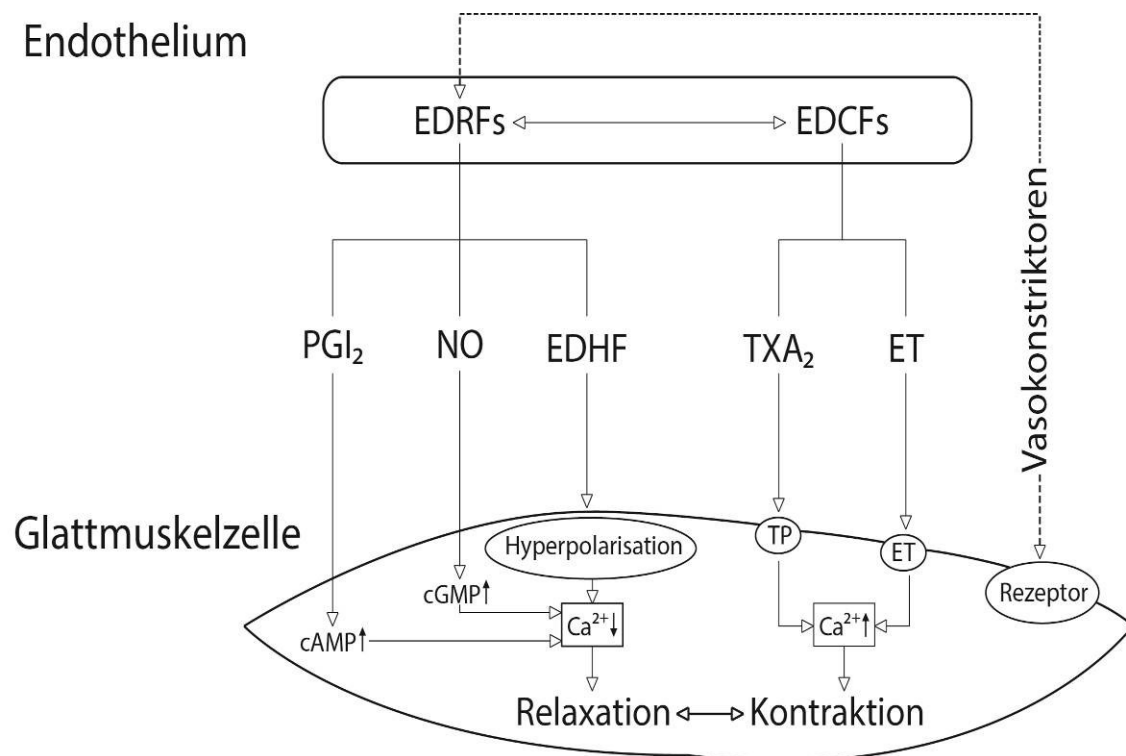 Endothelium
EDRFs EDCFs
Vasokonstriktoren
PGI₂ NO EDHF TXA₂ ET
Glattmuskelzelle
Hyperpolarisation TP ET
cGMP↑ Rezeptor
cAMP↑ Ca²⁺↓ Ca²⁺↑
Relaxation Kontraktion